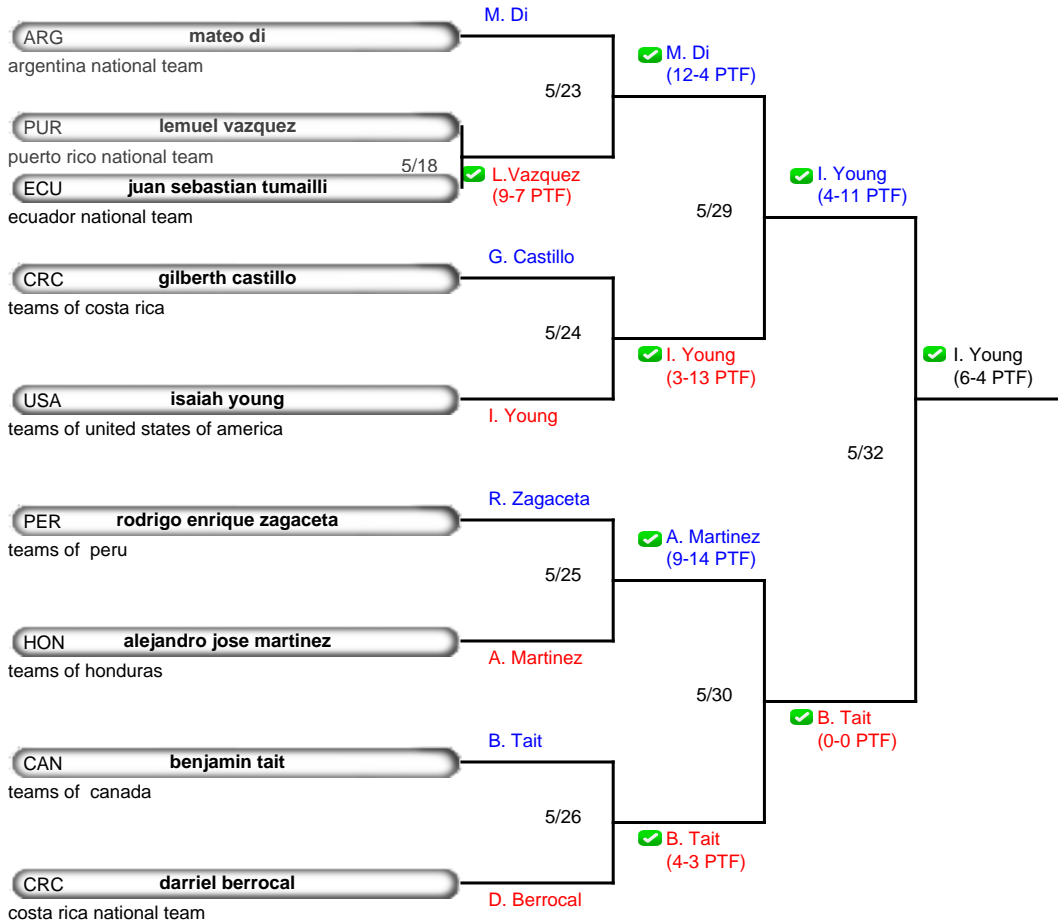 M. Di
ARG mateo di
argentina national team
M. Di
(12-4 PTF)
5/23
PUR lemuel vazquez
puerto rico national team
5/18
L.Vazquez
(9-7 PTF)
ECU juan sebastian tumailli
ecuador national team
I. Young
(4-11 PTF)
5/29
G. Castillo
CRC gilberth castillo
teams of costa rica
5/24
I. Young
(3-13 PTF)
I. Young
(6-4 PTF)
USA isaiah young
teams of united states of america
I. Young
5/32
R. Zagaceta
PER rodrigo enrique zagaceta
teams of  peru
A. Martinez
(9-14 PTF)
5/25
HON alejandro jose martinez
teams of honduras
A. Martinez
5/30
B. Tait
(0-0 PTF)
B. Tait
CAN benjamin tait
teams of  canada
5/26
B. Tait
(4-3 PTF)
CRC darriel berrocal
costa rica national team
D. Berrocal